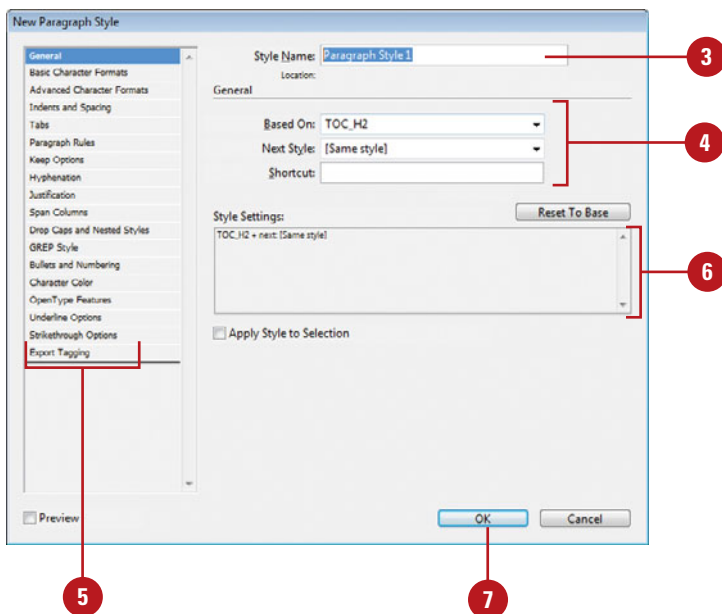 New Paragraph Style
General
Basic Character Formats
Advanced Character Formats
Indents and Spacing
Tabs
Paragraph Rules
Keep Options
Hyphenation
Justification
Span Columns
Drop Caps and Nested Styles
GREP Style
Bullets and Numbering
Character Color
OpenType Features
Underline Options
Strikethrough Options
Export Tagging
Style Name: Paragraph Style 1
3
Location:
General
Based On: TOC_H2
Next Style: [Same style]
4
Shortcut:
Style Settings:
Reset To Base
TOC_H2 + next: [Same style]
6
Apply Style to Selection
Preview
OK
Cancel
5
7